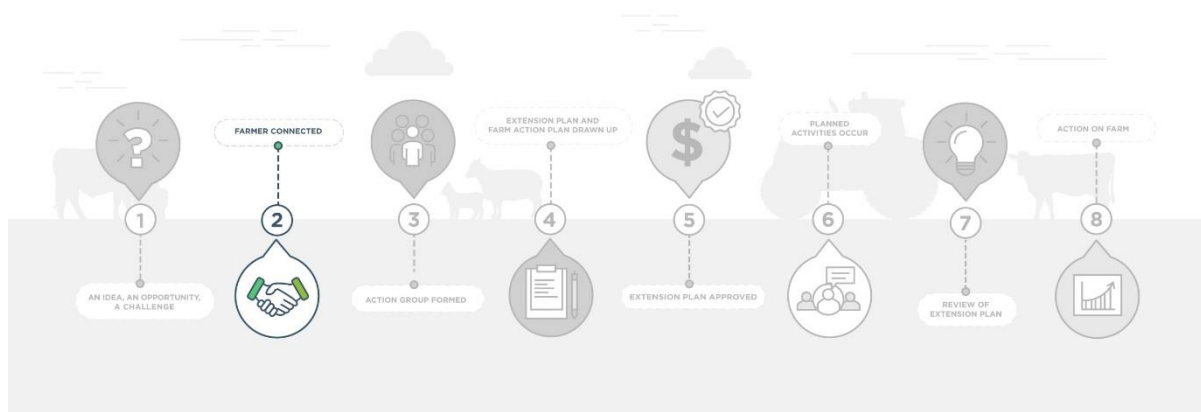 ?
1
AN IDEA, AN OPPORTUNITY,
A CHALLENGE
FARMER CONNECTED
2
3
ACTION GROUP FORMED
EXTENSION PLAN AND
FARM ACTION PLAN DRAWN UP
4
$
5
EXTENSION PLAN APPROVED
PLANNED
ACTIVITIES OCCUR
6
7
REVIEW OF
EXTENSION PLAN
ACTION ON FARM
8